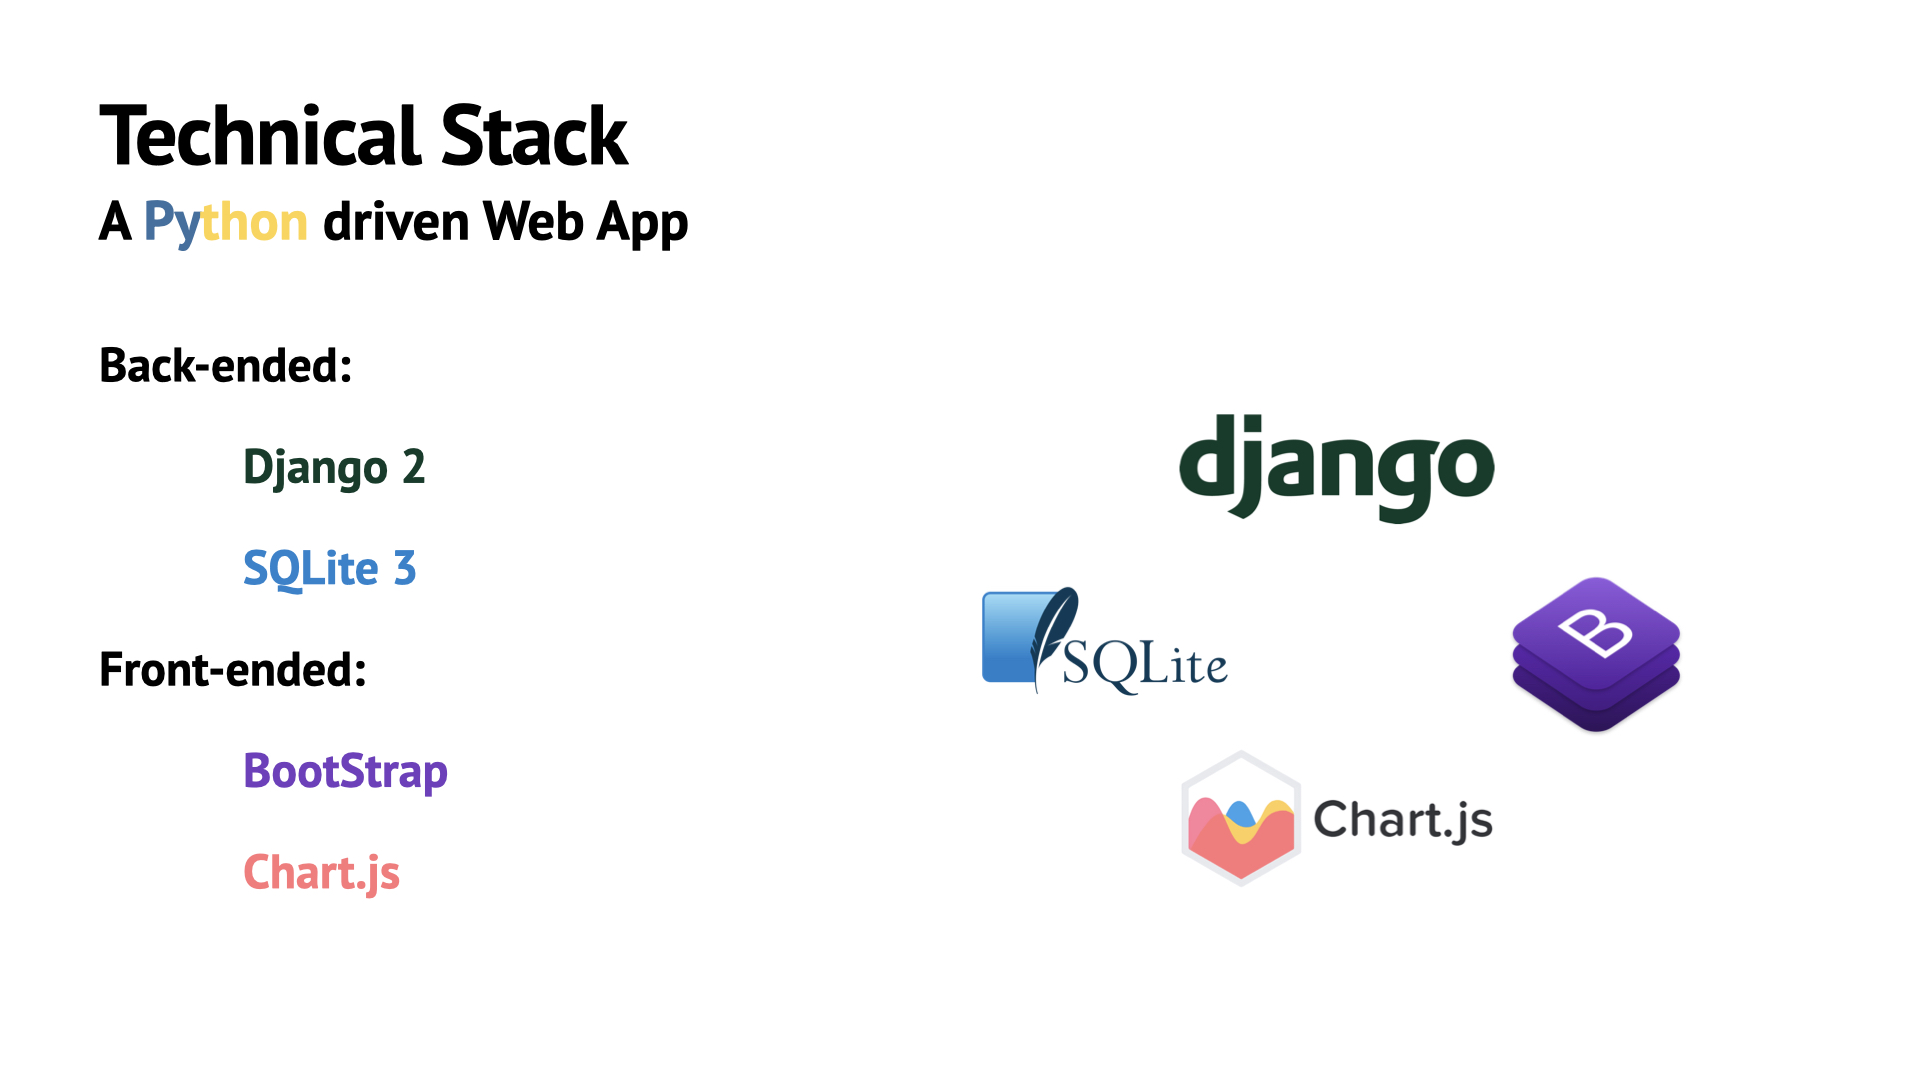 Technical Stack
A Python driven Web App
Back-ended:
Django 2
SQLite 3
Front-ended:
BootStrap
Chart.js
django
SQLite
B
Chart.js